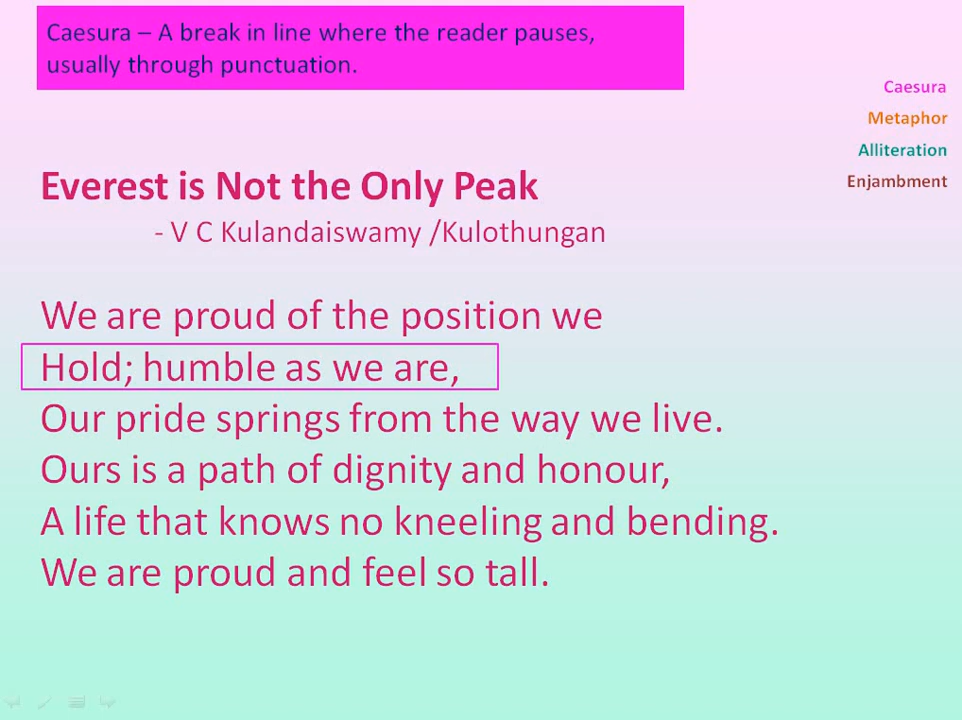 Caesura – A break in line where the reader pauses,
usually through punctuation.
Caesura
Metaphor
Alliteration
Enjambment
Everest is Not the Only Peak
- V C Kulandaiswamy /Kulothungan
We are proud of the position we
Hold; humble as we are,
Our pride springs from the way we live.
Ours is a path of dignity and honour,
A life that knows no kneeling and bending.
We are proud and feel so tall.